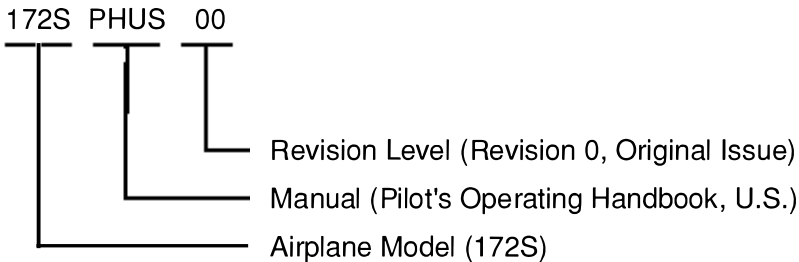 172S PHUS 00
Revision Level (Revision 0, Original Issue)
Manual (Pilot's Operating Handbook, U.S.)
Airplane Model (172S)